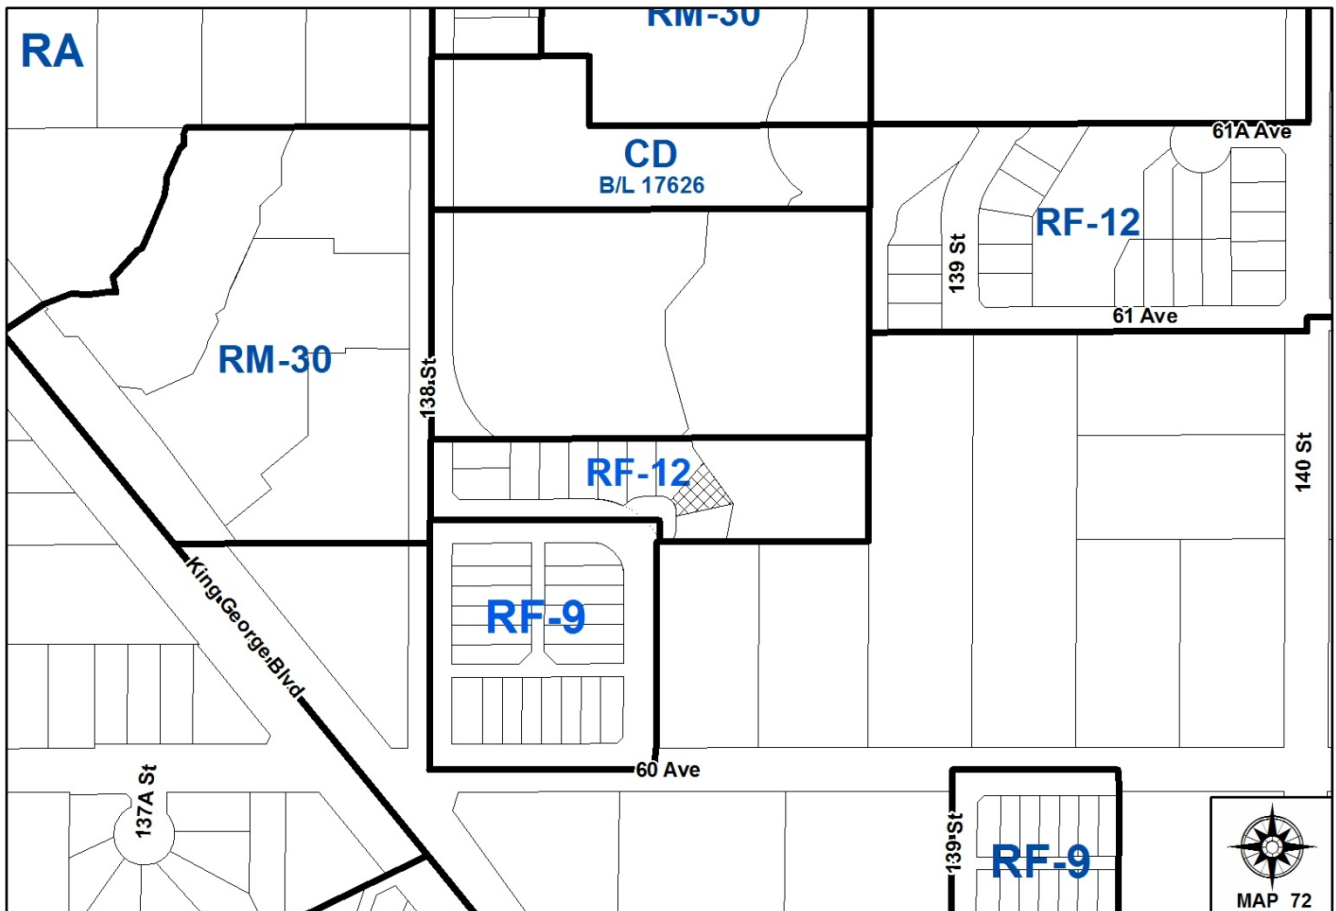 RM-30
RA
61A Ave
CD
B/L 17626
RF-12
139 St
61 Ave
RM-30
138 St
RF-12
140 St
King George Blvd
RF-9
60 Ave
137A St
139 St
RF-9
MAP 72